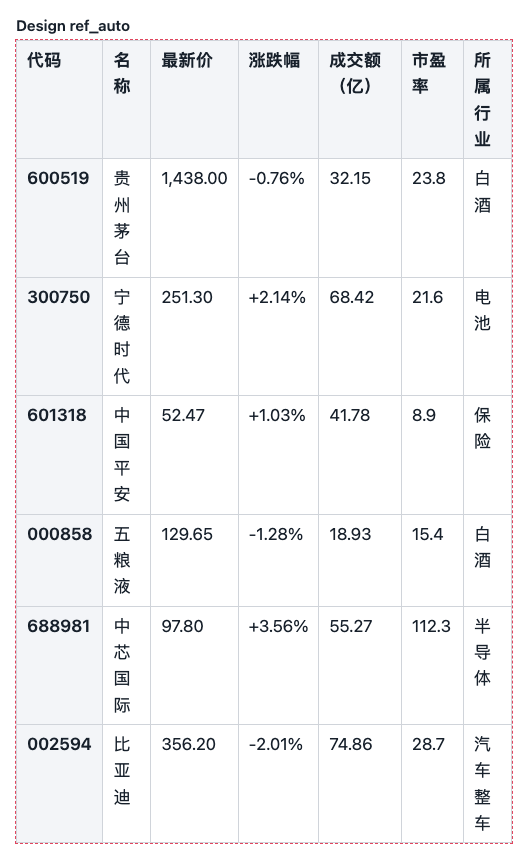 Design ref_auto
代码 名称 最新价 涨跌幅 成交额（亿） 市盈率 所属行业
600519 贵州茅台 1,438.00 -0.76% 32.15 23.8 白酒
300750 宁德时代 251.30 +2.14% 68.42 21.6 电池
601318 中国平安 52.47 +1.03% 41.78 8.9 保险
000858 五粮液 129.65 -1.28% 18.93 15.4 白酒
688981 中芯国际 97.80 +3.56% 55.27 112.3 半导体
002594 比亚迪 356.20 -2.01% 74.86 28.7 汽车整车